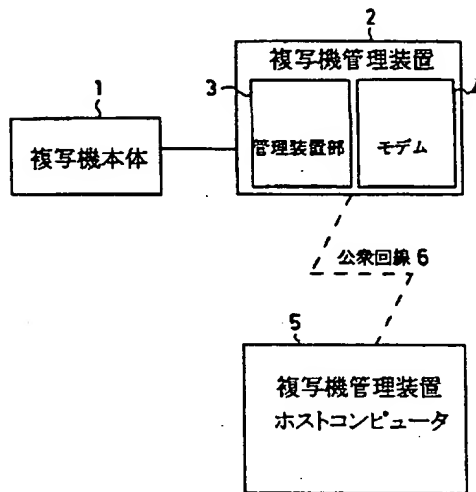 2
複写機管理装置
1
3
複写機本体
管理装置部
モデム
公衆回線 6
5
複写機管理装置
ホストコンピュータ